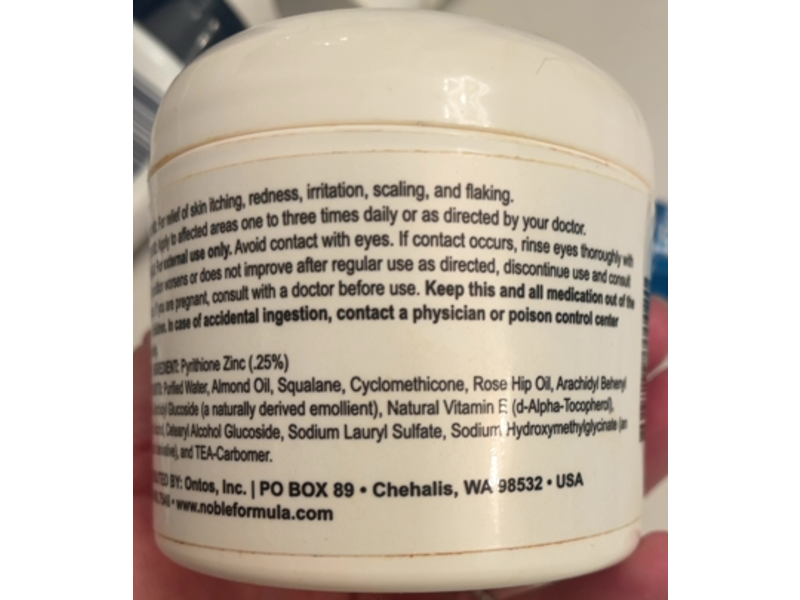 For relief of skin itching, redness, irritation, scaling, and flaking.
Apply to affected areas one to three times daily or as directed by your doctor.
For external use only. Avoid contact with eyes. If contact occurs, rinse eyes thoroughly with
worsens or does not improve after regular use as directed, discontinue use and consult
If you are pregnant, consult with a doctor before use. Keep this and all medication out of the
In case of accidental ingestion, contact a physician or poison control center
Pyrithione Zinc (.25%)
Purified Water, Almond Oil, Squalane, Cyclomethicone, Rose Hip Oil, Arachidyl Behenyl
Glucoside (a naturally derived emollient), Natural Vitamin E (d-Alpha-Tocopherol),
Cetearyl Alcohol Glucoside, Sodium Lauryl Sulfate, Sodium Hydroxymethylglycinate (an
and TEA-Carbomer.
BY: Ontos, Inc. | PO BOX 89 • Chehalis, WA 98532 • USA
• www.nobleformula.com